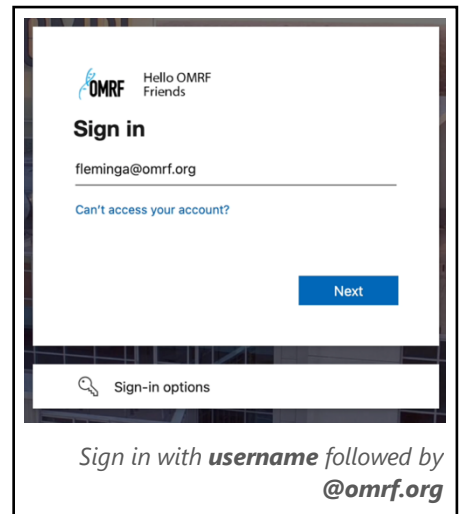 OMRF
Hello OMRF
Friends
Sign in
fleminga@omrf.org
Can't access your account?
Next
Sign-in options
Sign in with username followed by
@omrf.org